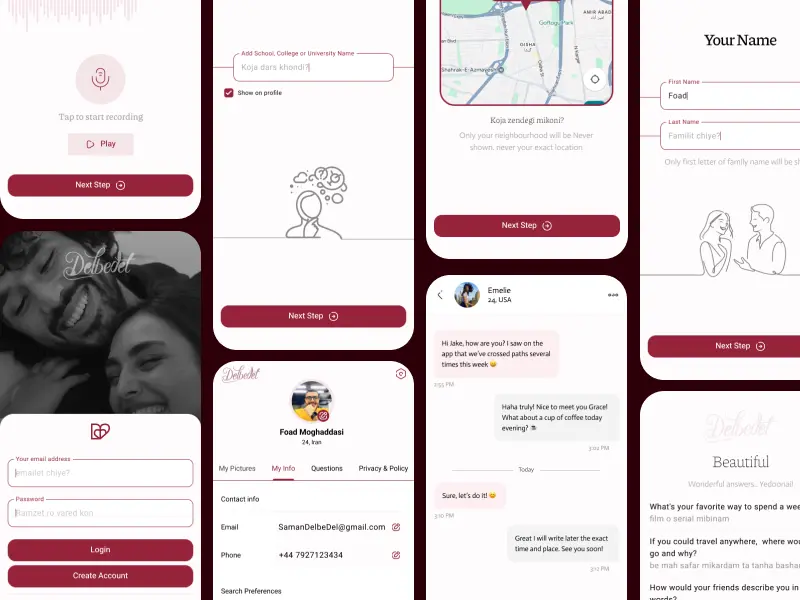 Tap to start recording
Play
Next Step
Delbedel
Your email address
emailet chiye?
Password
Ramzet ro vared kon
Login
Create Account
Add School, College or University Name
Koja dars khondi?
Show on profile
Next Step
Delbedel
Foad Moghaddasi
24, Iran
My Pictures
My Info
Questions
Privacy & Policy
Contact info
Email
SamanDelbeDel@gmail.com
Phone
+44 7927123434
Search Preferences
AMIR ABAD
Goftogu Park
GISHA
گیشا
Shahrak-E-Azmayesh
Koja zendegi mikoni?
Only your neighbourhood will be Never
shown. never your exact location
Next Step
Emelie
24, USA
Hi Jake, how are you? I saw on the
app that we've crossed paths several
times this week 😄
2:55 PM
Haha truly! Nice to meet you Grace!
What about a cup of coffee today
evening? ☕
3:02 PM
Today
Sure, let's do it! 😊
3:10 PM
Great I will write later the exact
time and place. See you soon!
3:12 PM
Your Name
First Name
Foad
Last Name
Familit chiye?
Only first letter of family name will be sh
Next Step
Delbedel
Beautiful
Wonderful answers.. Yedoonail
What's your favorite way to spend a wee
film o serial mibinam
If you could travel anywhere, where wou
go and why?
be mah safar mikardam ta tanha bashar
How would your friends describe you in
words?